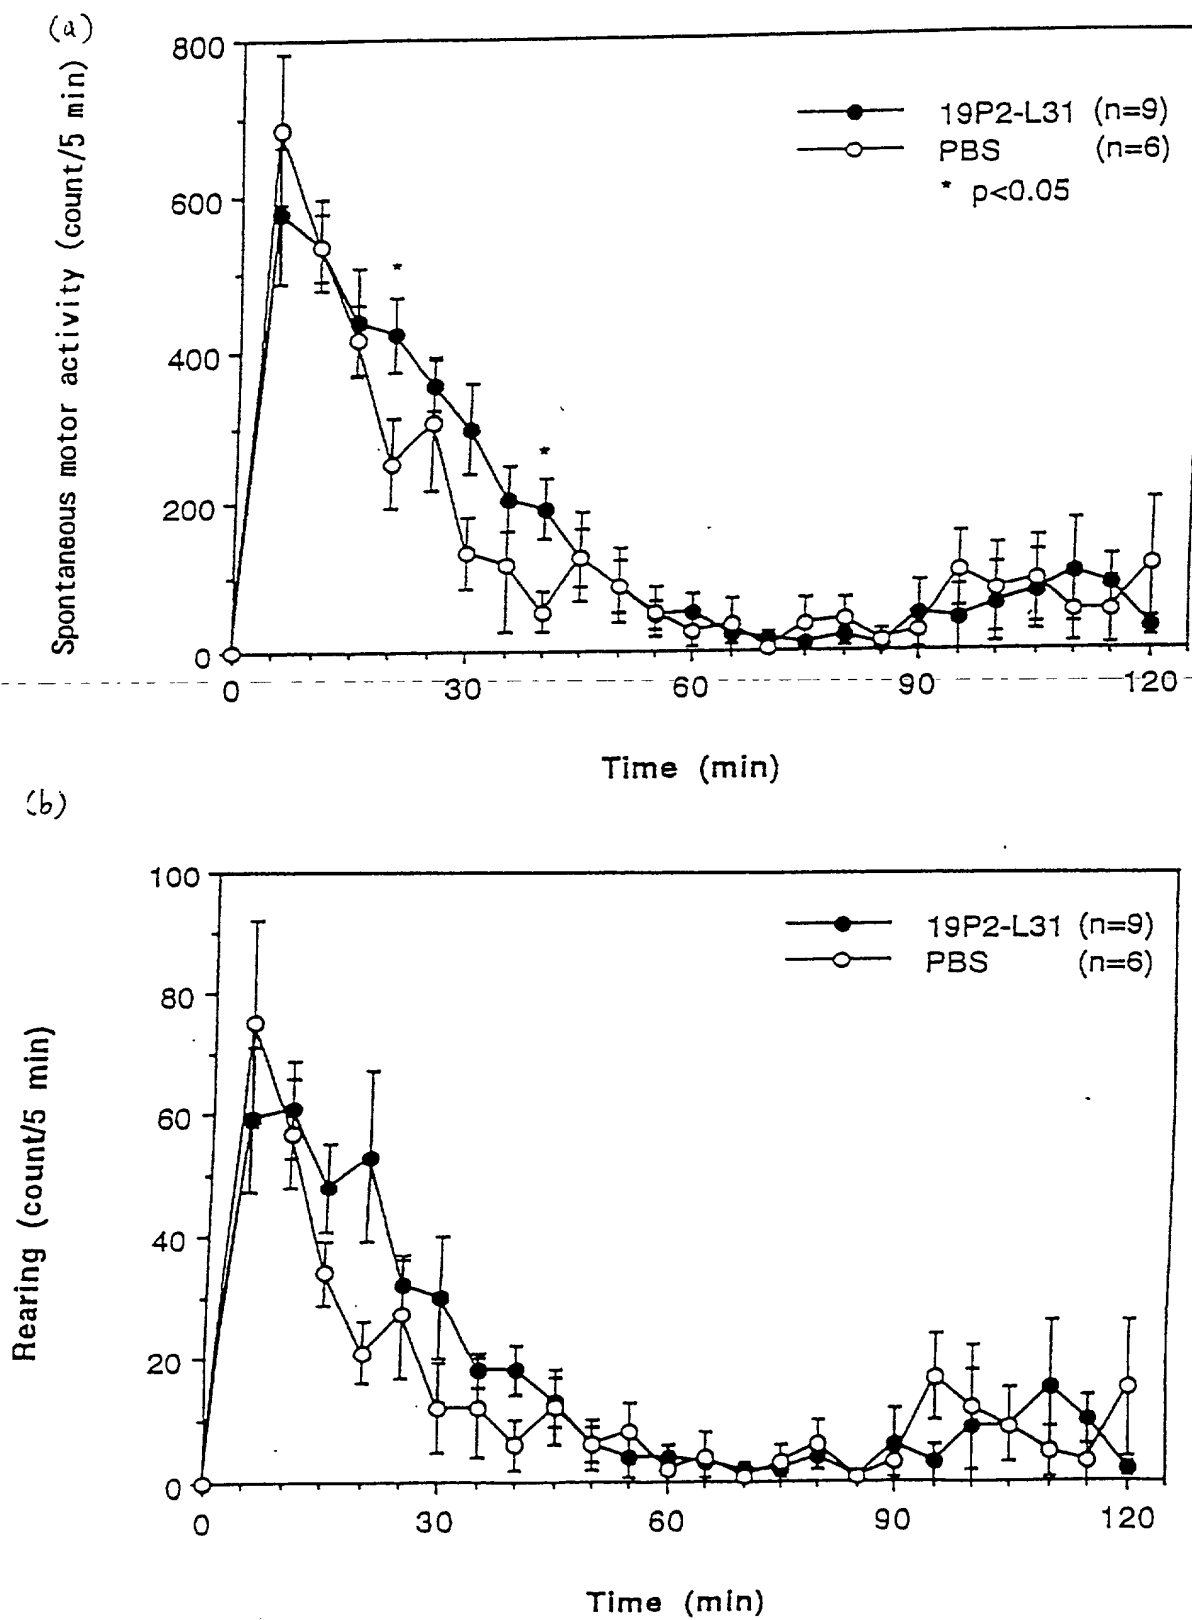 (a)
Spontaneous motor activity (count/5 min)
800
600
400
200
0
19P2-L31 (n=9)
PBS (n=6)
* p<0.05
*
*
0 30 60 90 120
Time (min)
(b)
Rearing (count/5 min)
100
80
60
40
20
0
19P2-L31 (n=9)
PBS (n=6)
0 30 60 90 120
Time (min)